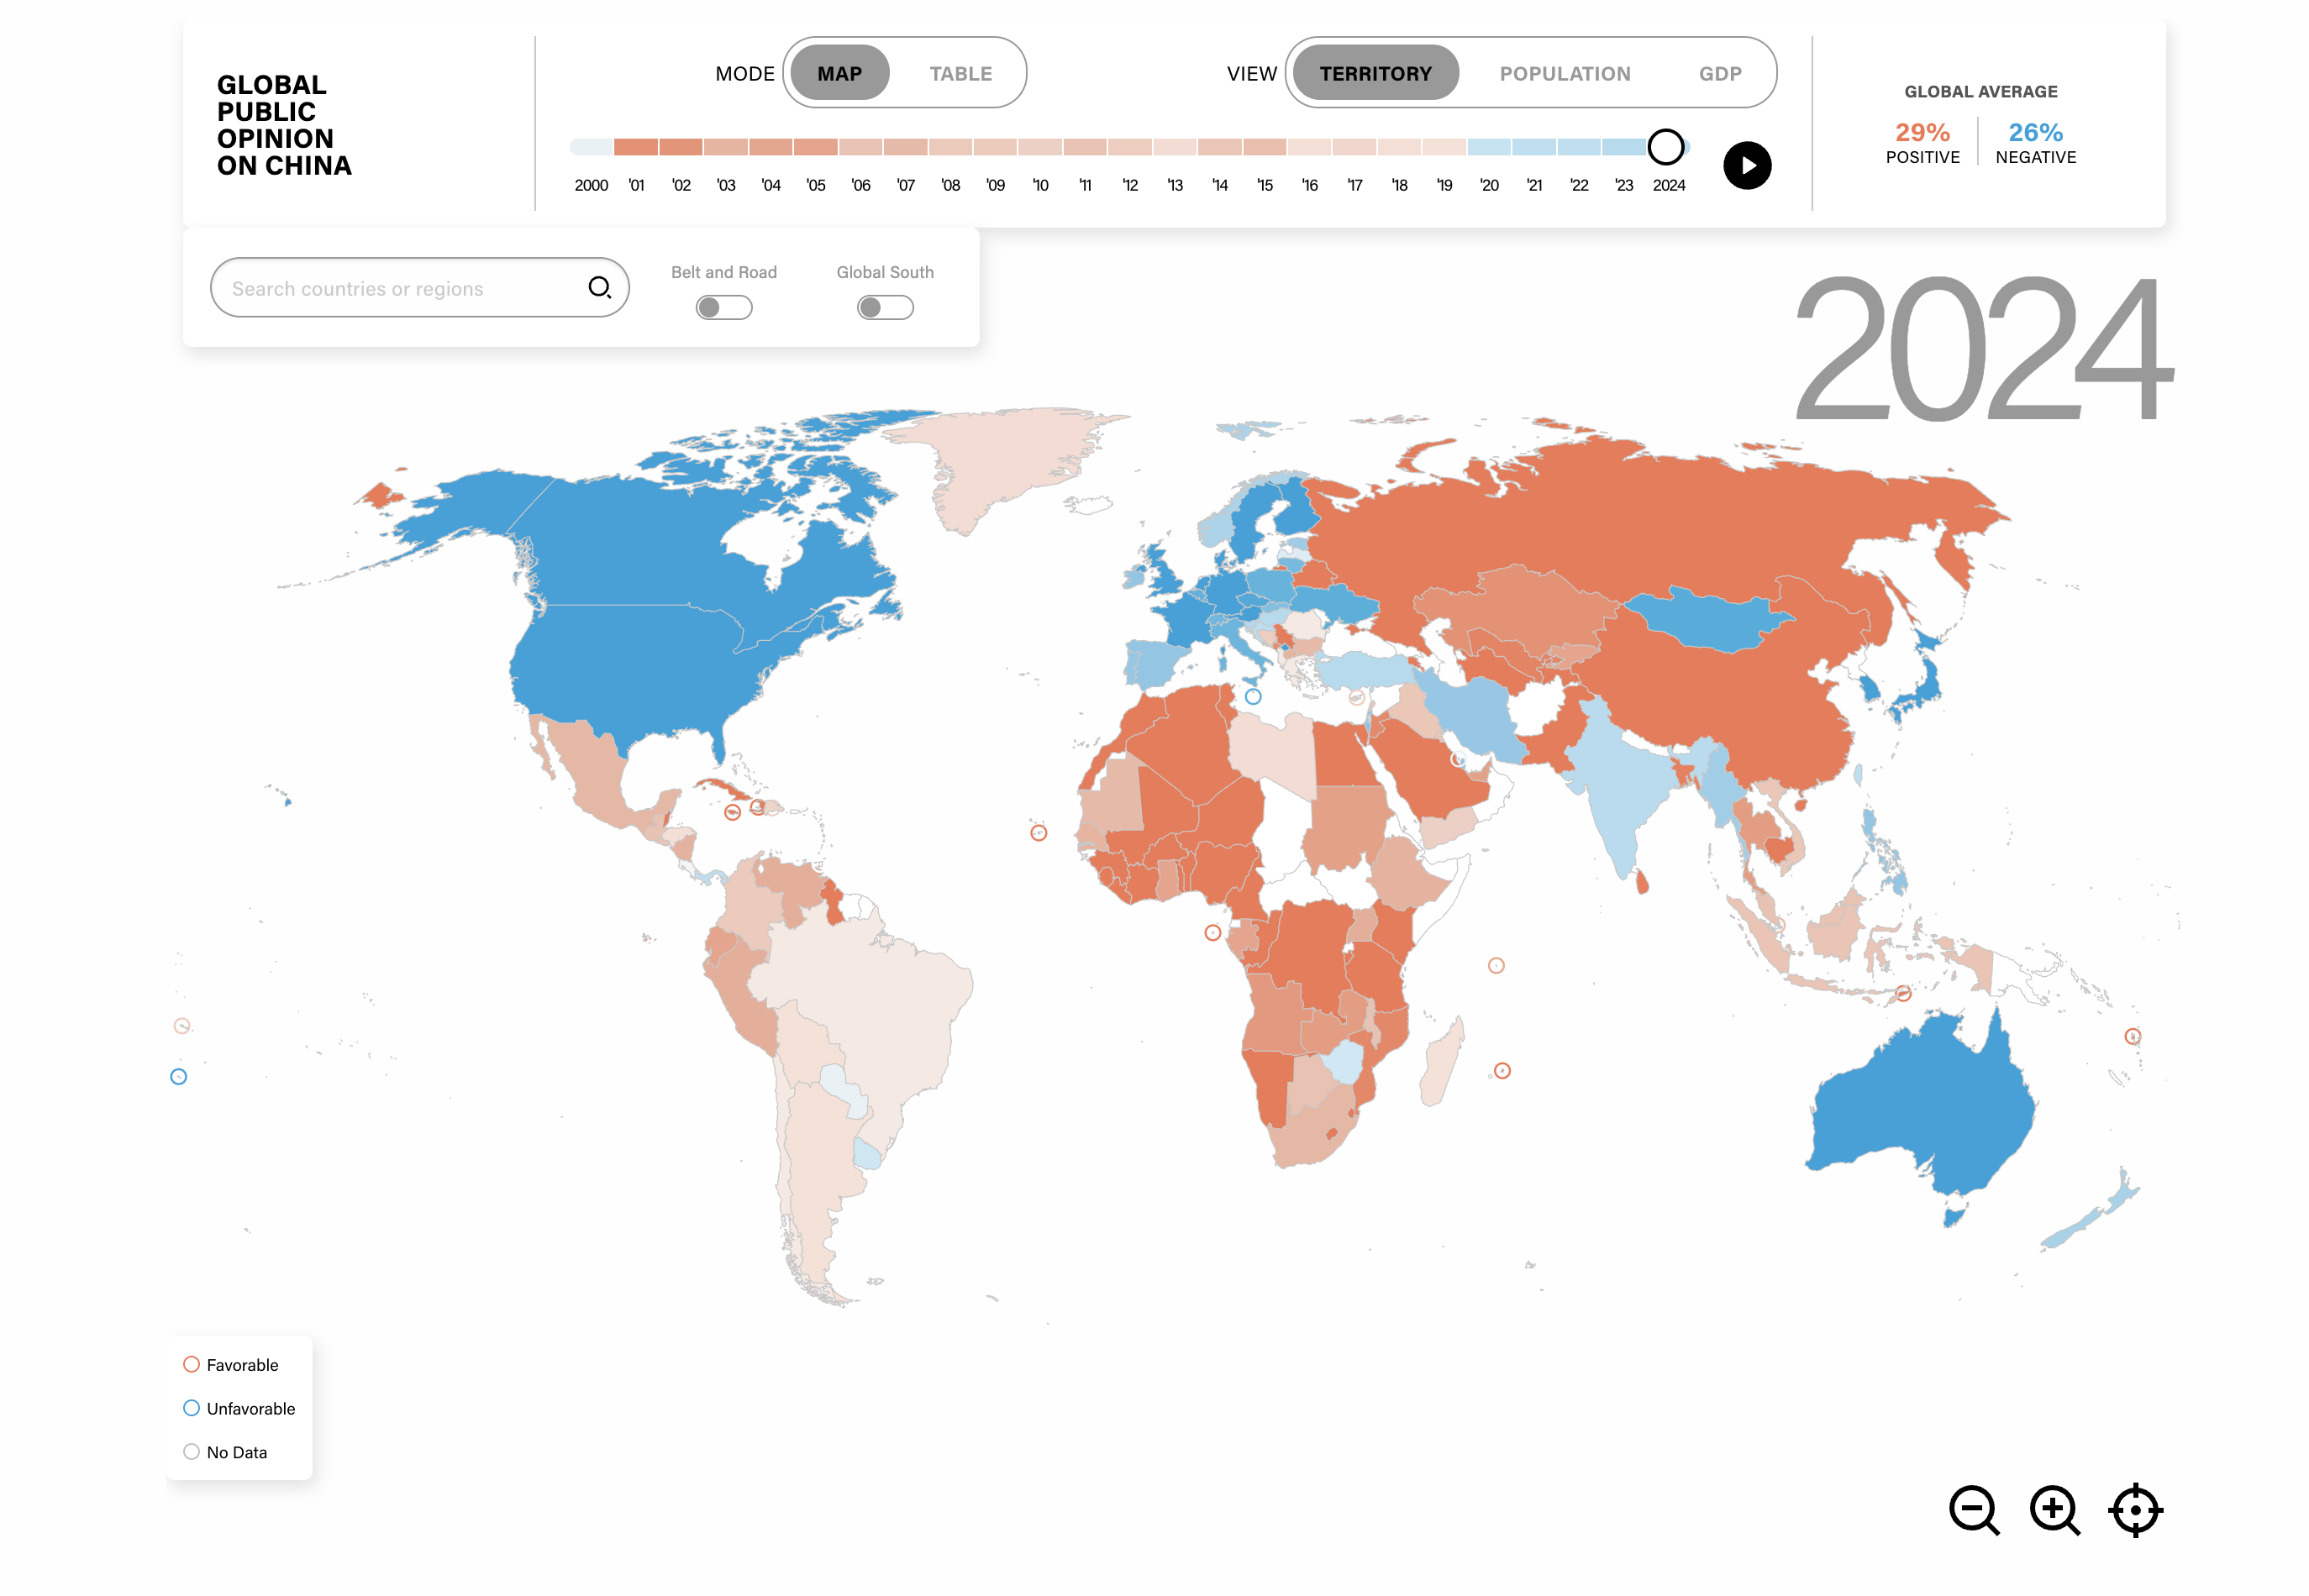 GLOBAL
PUBLIC
OPINION
ON CHINA
MODE
MAP
TABLE
VIEW
TERRITORY
POPULATION
GDP
2000 '01 '02 '03 '04 '05 '06 '07 '08 '09 '10 '11 '12 '13 '14 '15 '16 '17 '18 '19 '20 '21 '22 '23 2024
GLOBAL AVERAGE
29% 26%
POSITIVE NEGATIVE
Search countries or regions
Belt and Road
Global South
2024
Favorable
Unfavorable
No Data